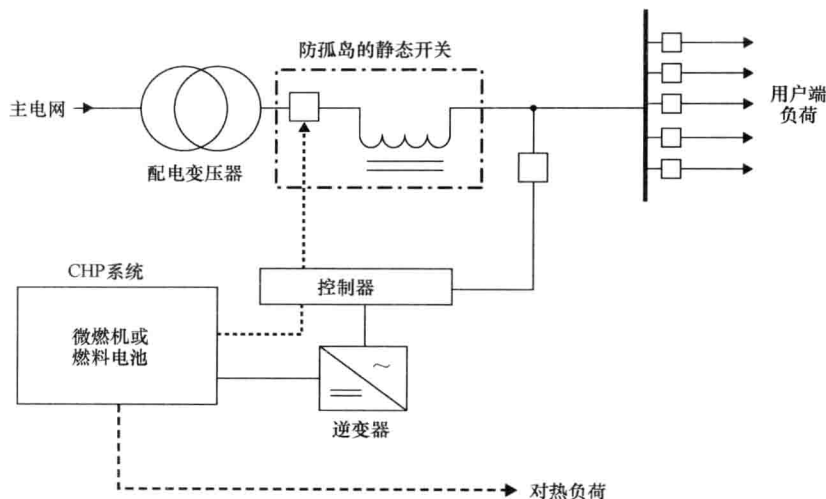 防孤岛的静态开关
主电网
配电变压器
用户端
负荷
CHP系统
控制器
微燃机或
燃料电池
逆变器
对热负荷